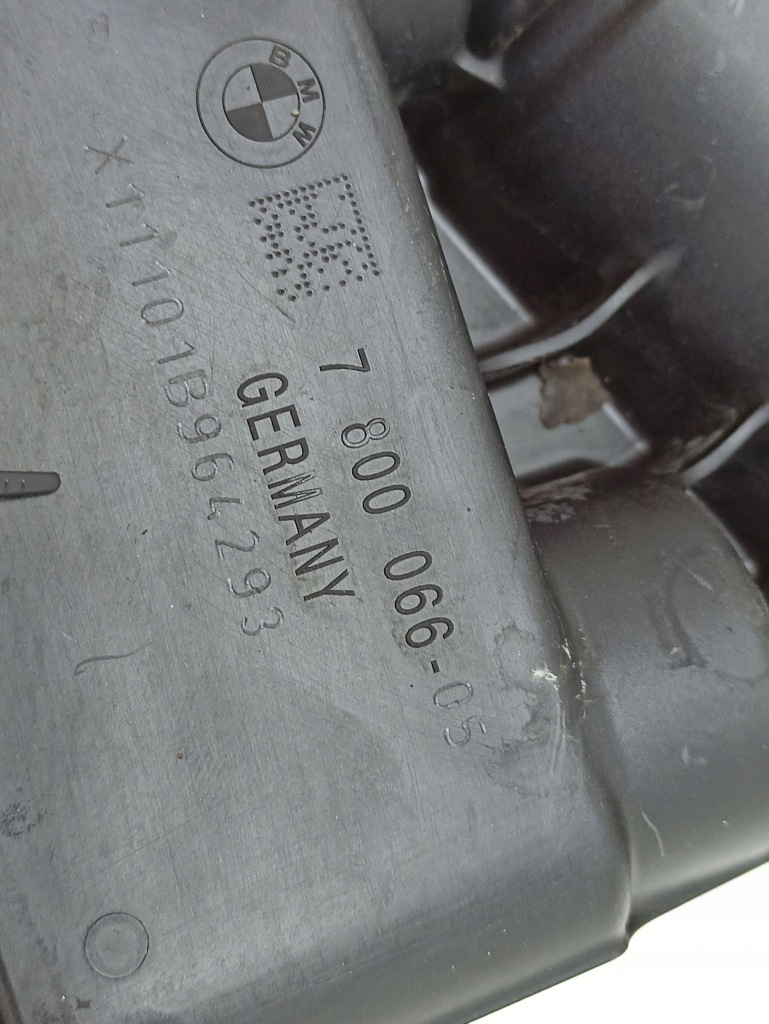 BMW
7 800 066-05
GERMANY
X11101B964293